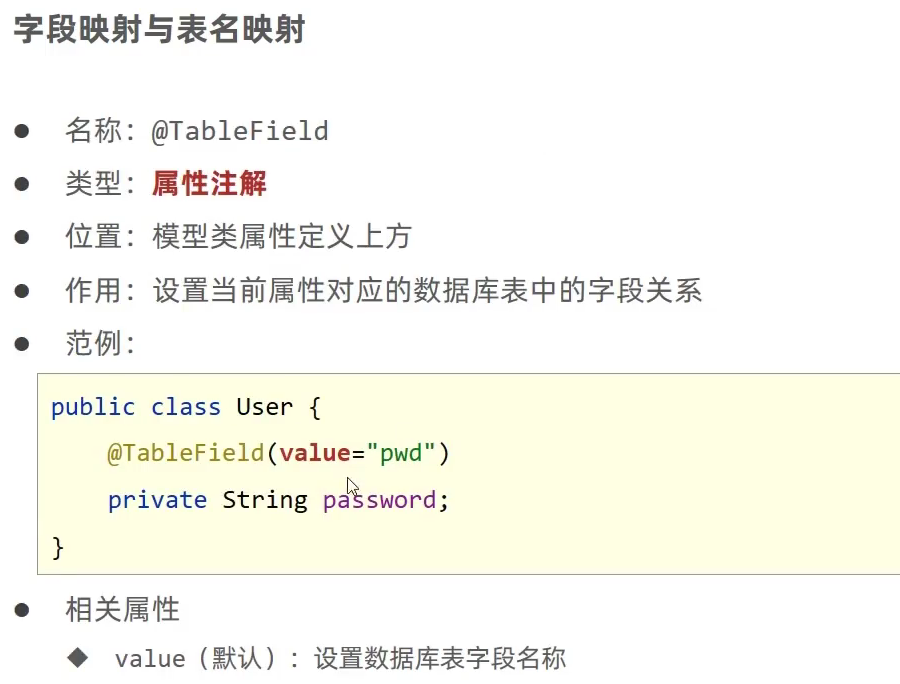 字段映射与表名映射
● 名称：@TableField
● 类型：属性注解
● 位置：模型类属性定义上方
● 作用：设置当前属性对应的数据库表中的字段关系
● 范例：
public class User {
    @TableField(value="pwd")
    private String password;
}
● 相关属性
◆ value（默认）：设置数据库表字段名称